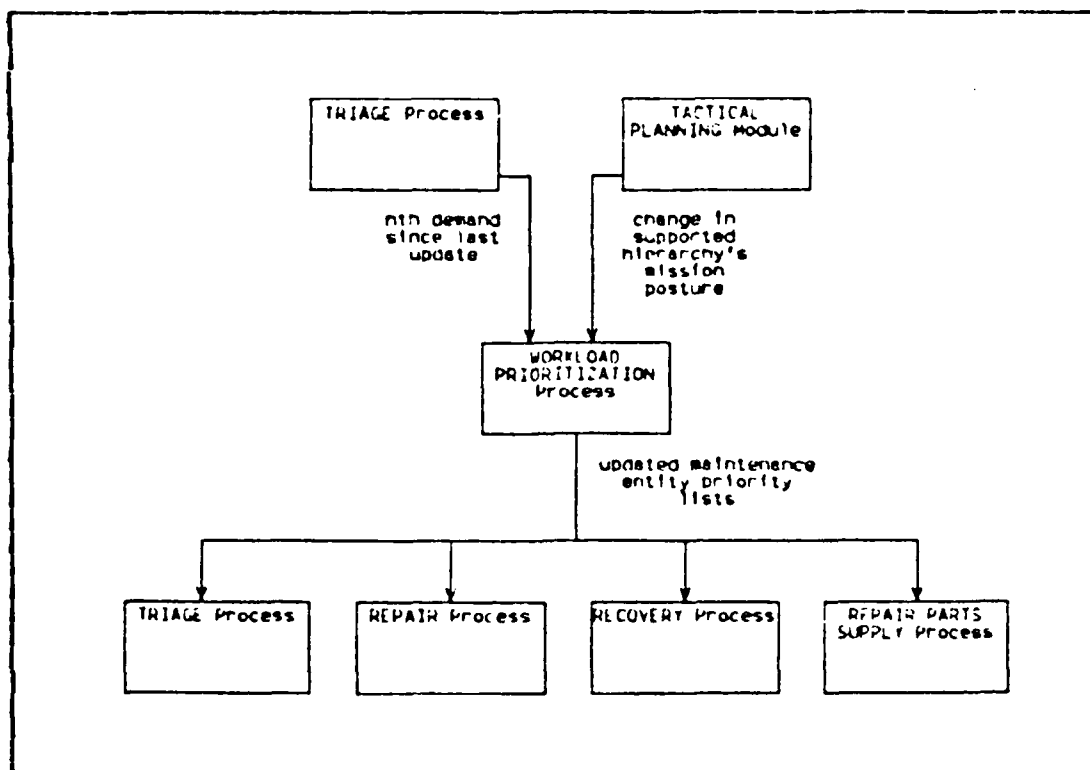 TRIAGE Process
TACTICAL
PLANNING Module
nth demand
since last
update
change in
supported
hierarchy's
mission
posture
WORKLOAD
PRIORITIZATION
Process
updated maintenance
entity priority
lists
TRIAGE Process
REPAIR Process
RECOVERY Process
REPAIR PARTS
SUPPLY Process